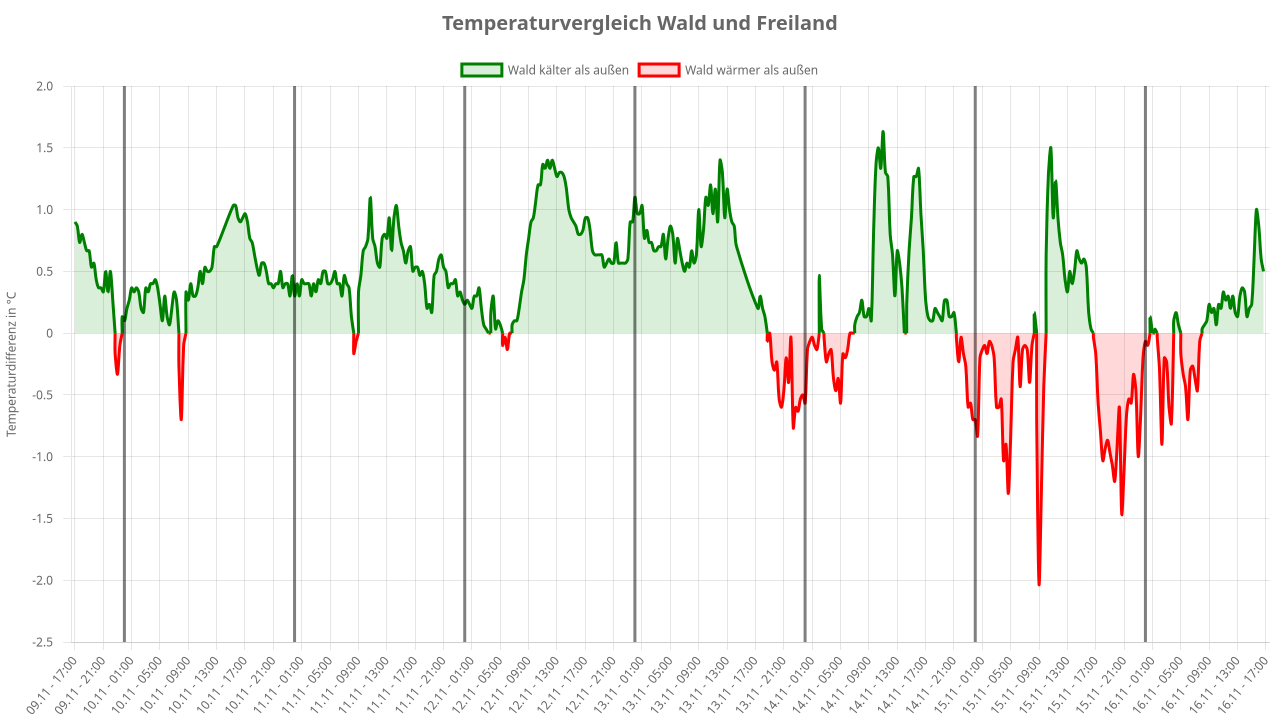 Temperaturvergleich Wald und Freiland
Wald kälter als außen Wald wärmer als außen
Temperaturdifferenz in °C
2.0
1.5
1.0
0.5
0
-0.5
-1.0
-1.5
-2.0
-2.5
09.11 - 17:00
09.11 - 21:00
10.11 - 01:00
10.11 - 05:00
10.11 - 09:00
10.11 - 13:00
10.11 - 17:00
10.11 - 21:00
11.11 - 01:00
11.11 - 05:00
11.11 - 09:00
11.11 - 13:00
11.11 - 17:00
11.11 - 21:00
12.11 - 01:00
12.11 - 05:00
12.11 - 09:00
12.11 - 13:00
12.11 - 17:00
12.11 - 21:00
13.11 - 01:00
13.11 - 05:00
13.11 - 09:00
13.11 - 13:00
13.11 - 17:00
13.11 - 21:00
14.11 - 01:00
14.11 - 05:00
14.11 - 09:00
14.11 - 13:00
14.11 - 17:00
14.11 - 21:00
15.11 - 01:00
15.11 - 05:00
15.11 - 09:00
15.11 - 13:00
15.11 - 17:00
15.11 - 21:00
16.11 - 01:00
16.11 - 05:00
16.11 - 09:00
16.11 - 13:00
16.11 - 17:00